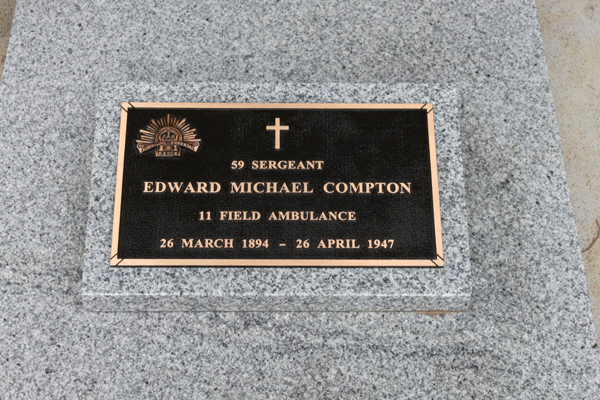 59 SERGEANT
EDWARD MICHAEL COMPTON
11 FIELD AMBULANCE
26 MARCH 1894 – 26 APRIL 1947